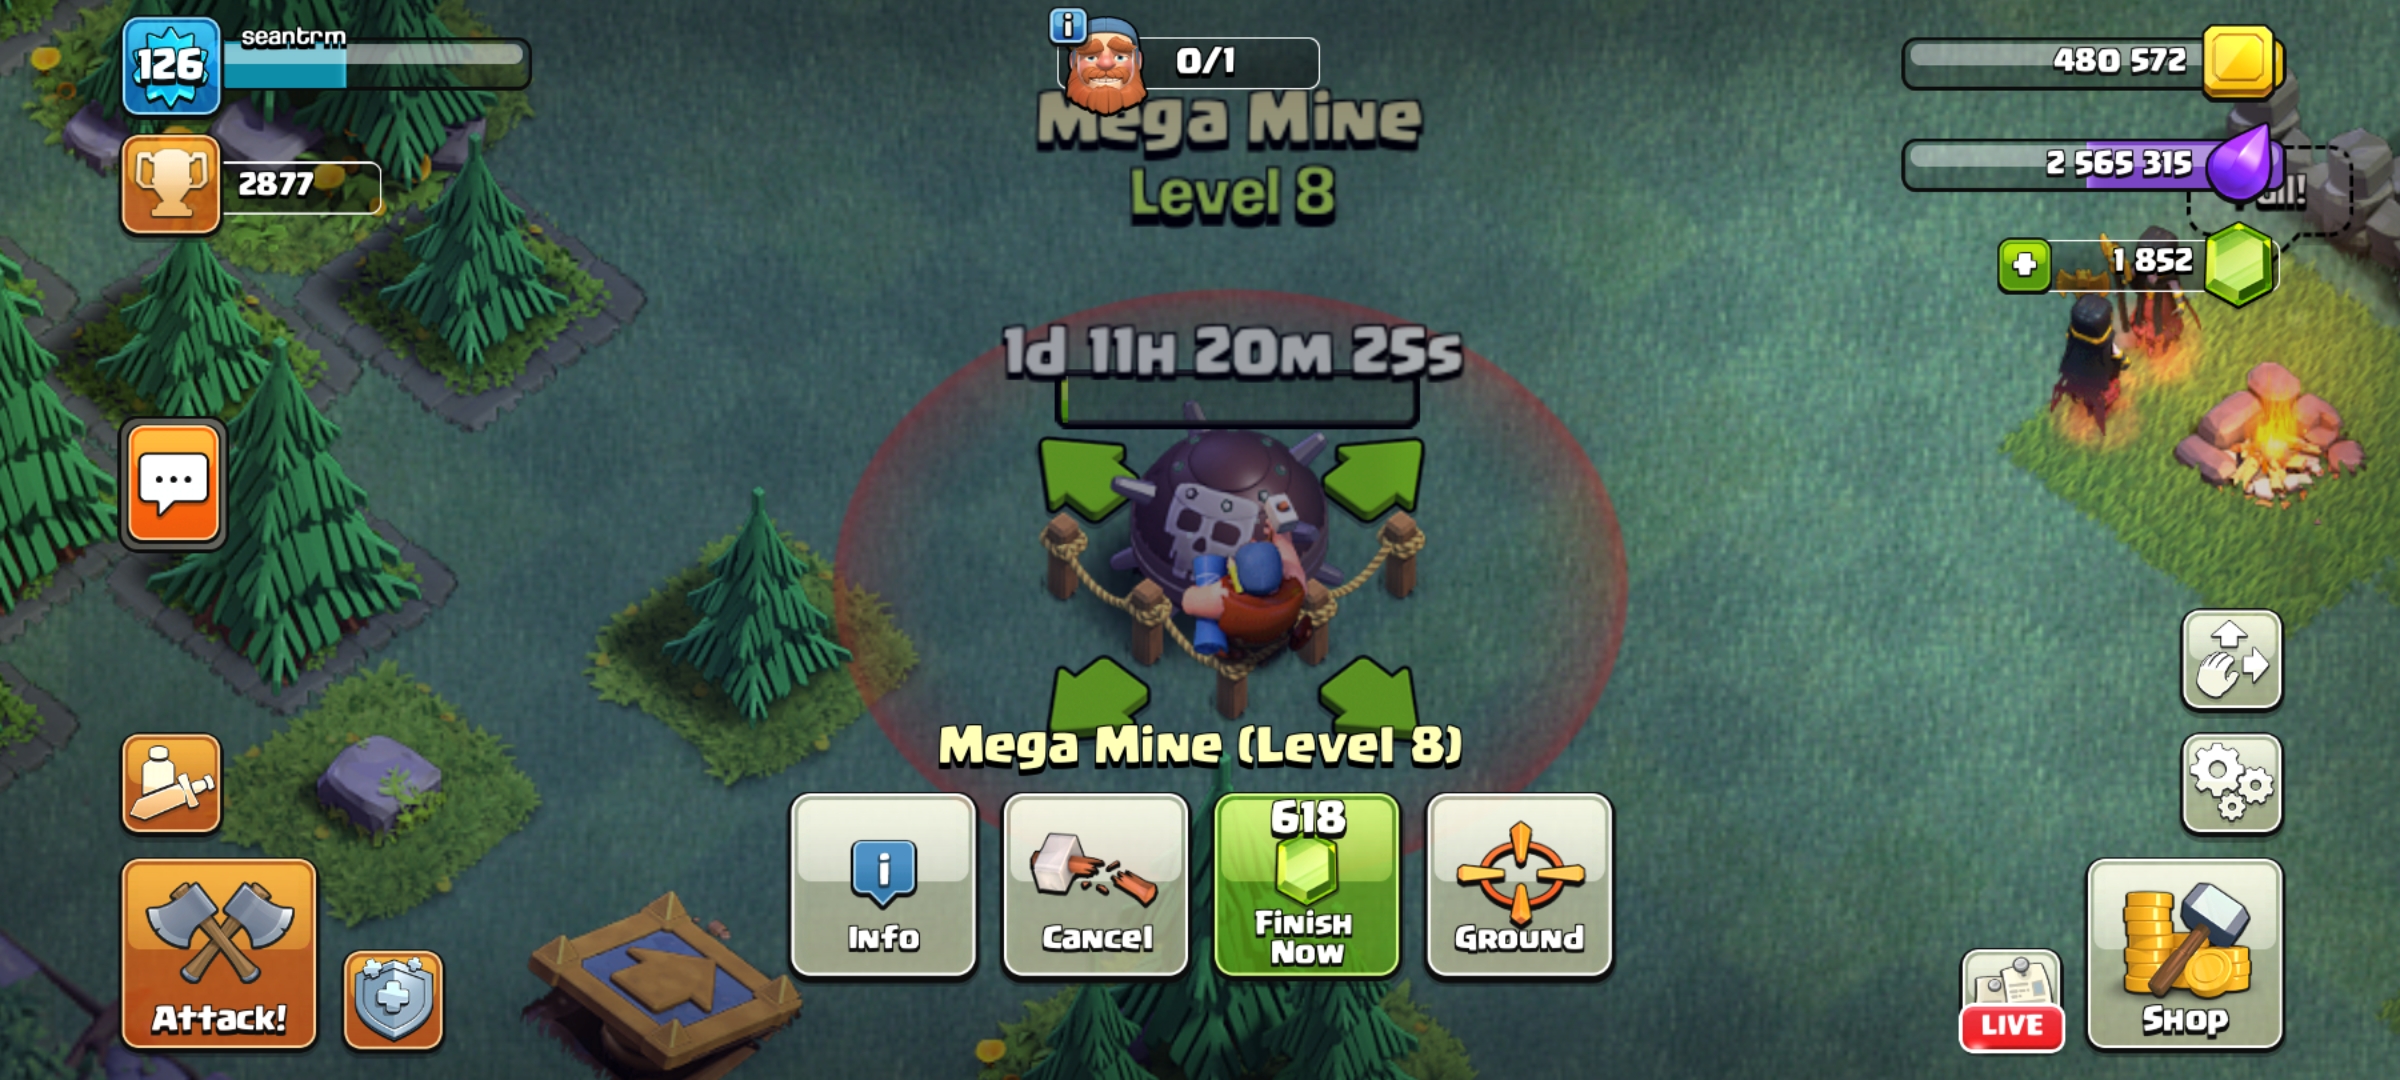 126
seantrm
0/1
480 572
Mega Mine
2877
2 565 315
Level 8
1 852
1d 11H 20M 25s
Mega Mine (Level 8)
Info
Cancel
618
Finish
Now
Ground
Attack!
LIVE
Shop